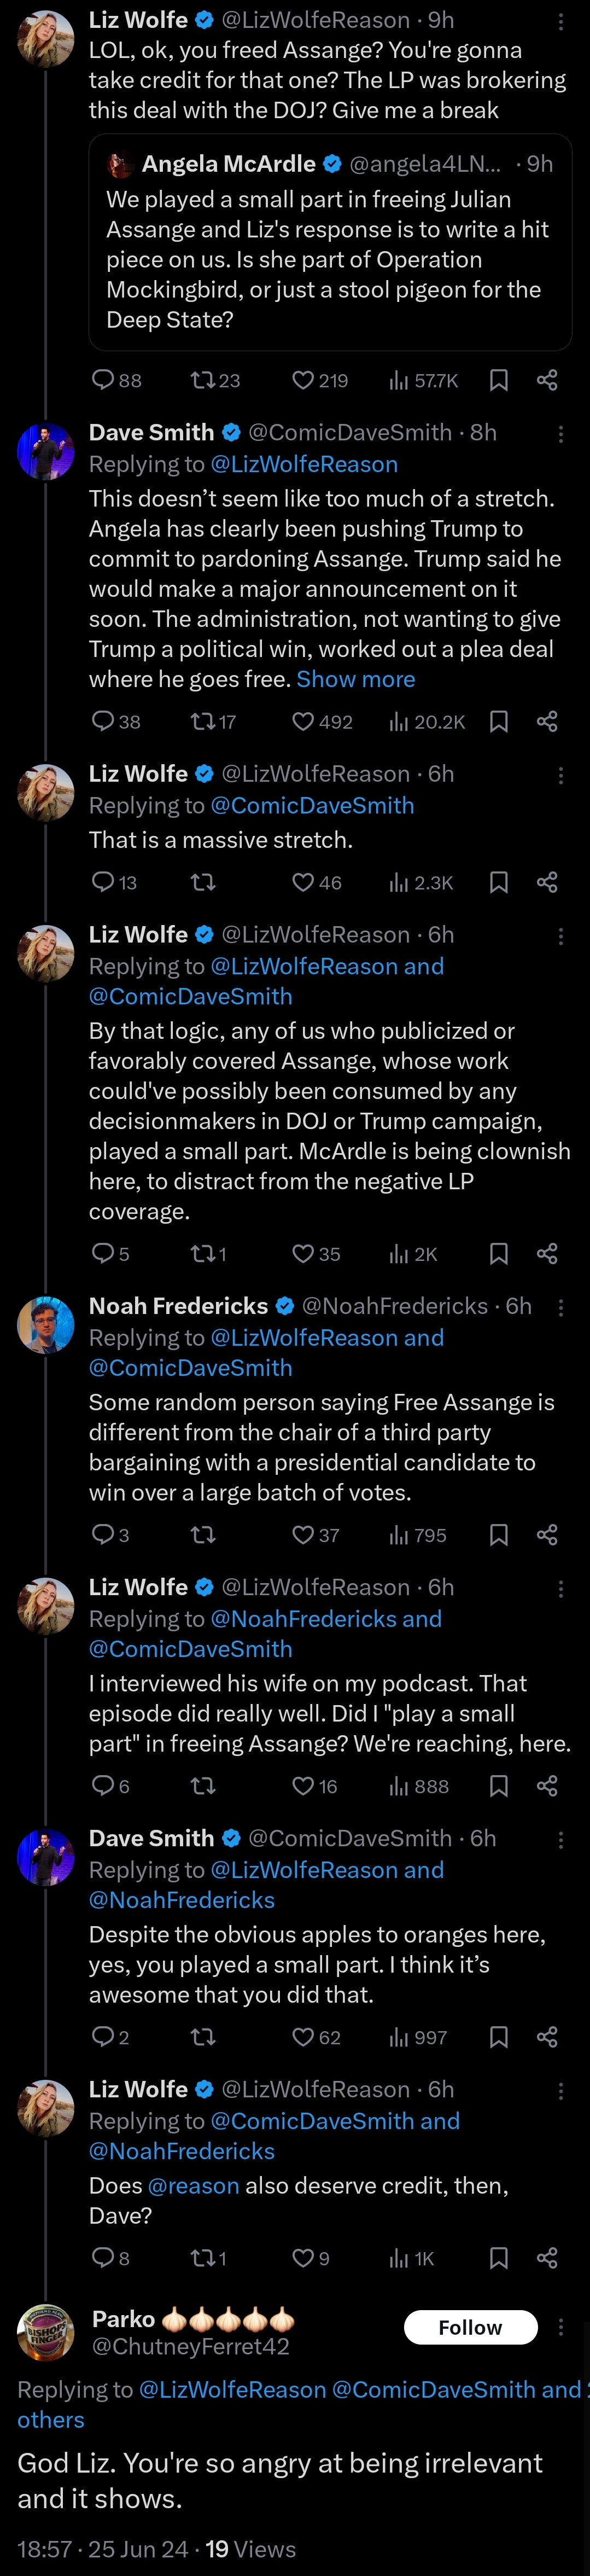 Liz Wolfe @LizWolfeReason · 9h
LOL, ok, you freed Assange? You're gonna
take credit for that one? The LP was brokering
this deal with the DOJ? Give me a break
Angela McArdle @angela4LN... · 9h
We played a small part in freeing Julian
Assange and Liz's response is to write a hit
piece on us. Is she part of Operation
Mockingbird, or just a stool pigeon for the
Deep State?
88 23 219 57.7K
Dave Smith @ComicDaveSmith · 8h
Replying to @LizWolfeReason
This doesn’t seem like too much of a stretch.
Angela has clearly been pushing Trump to
commit to pardoning Assange. Trump said he
would make a major announcement on it
soon. The administration, not wanting to give
Trump a political win, worked out a plea deal
where he goes free. Show more
38 17 492 20.2K
Liz Wolfe @LizWolfeReason · 6h
Replying to @ComicDaveSmith
That is a massive stretch.
13 46 2.3K
Liz Wolfe @LizWolfeReason · 6h
Replying to @LizWolfeReason and
@ComicDaveSmith
By that logic, any of us who publicized or
favorably covered Assange, whose work
could've possibly been consumed by any
decisionmakers in DOJ or Trump campaign,
played a small part. McArdle is being clownish
here, to distract from the negative LP
coverage.
5 1 35 2K
Noah Fredericks @NoahFredericks · 6h
Replying to @LizWolfeReason and
@ComicDaveSmith
Some random person saying Free Assange is
different from the chair of a third party
bargaining with a presidential candidate to
win over a large batch of votes.
3 37 795
Liz Wolfe @LizWolfeReason · 6h
Replying to @NoahFredericks and
@ComicDaveSmith
I interviewed his wife on my podcast. That
episode did really well. Did I "play a small
part" in freeing Assange? We're reaching, here.
6 16 888
Dave Smith @ComicDaveSmith · 6h
Replying to @LizWolfeReason and
@NoahFredericks
Despite the obvious apples to oranges here,
yes, you played a small part. I think it’s
awesome that you did that.
2 62 997
Liz Wolfe @LizWolfeReason · 6h
Replying to @ComicDaveSmith and
@NoahFredericks
Does @reason also deserve credit, then,
Dave?
8 1 9 1K
Parko 🧄🧄🧄🧄🧄
@ChutneyFerret42
Follow
BISHOPS
FINGER
Replying to @LizWolfeReason @ComicDaveSmith and
others
God Liz. You're so angry at being irrelevant
and it shows.
18:57 · 25 Jun 24 · 19 Views